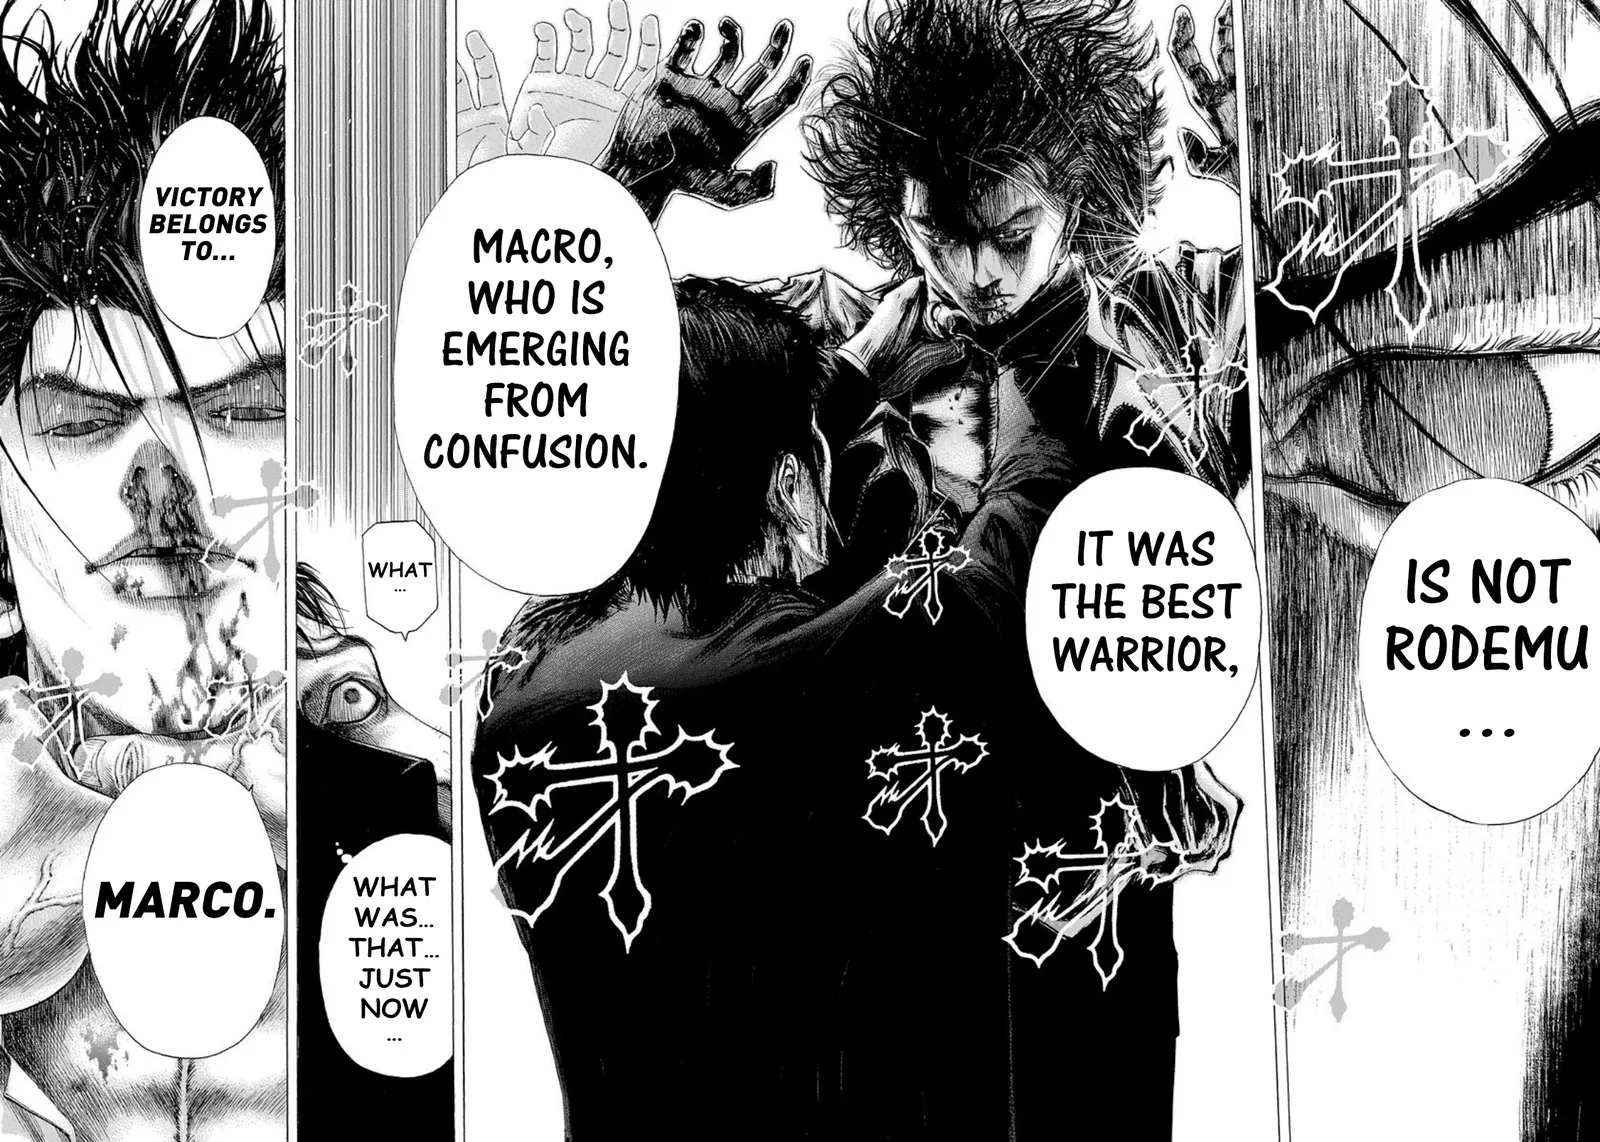 IS NOT
RODEMU
...
IT WAS
THE BEST
WARRIOR,
MACRO,
WHO IS
EMERGING
FROM
CONFUSION.
WHAT
...
WHAT
WAS...
THAT...
JUST
NOW
...
VICTORY
BELONGS
TO...
MARCO.